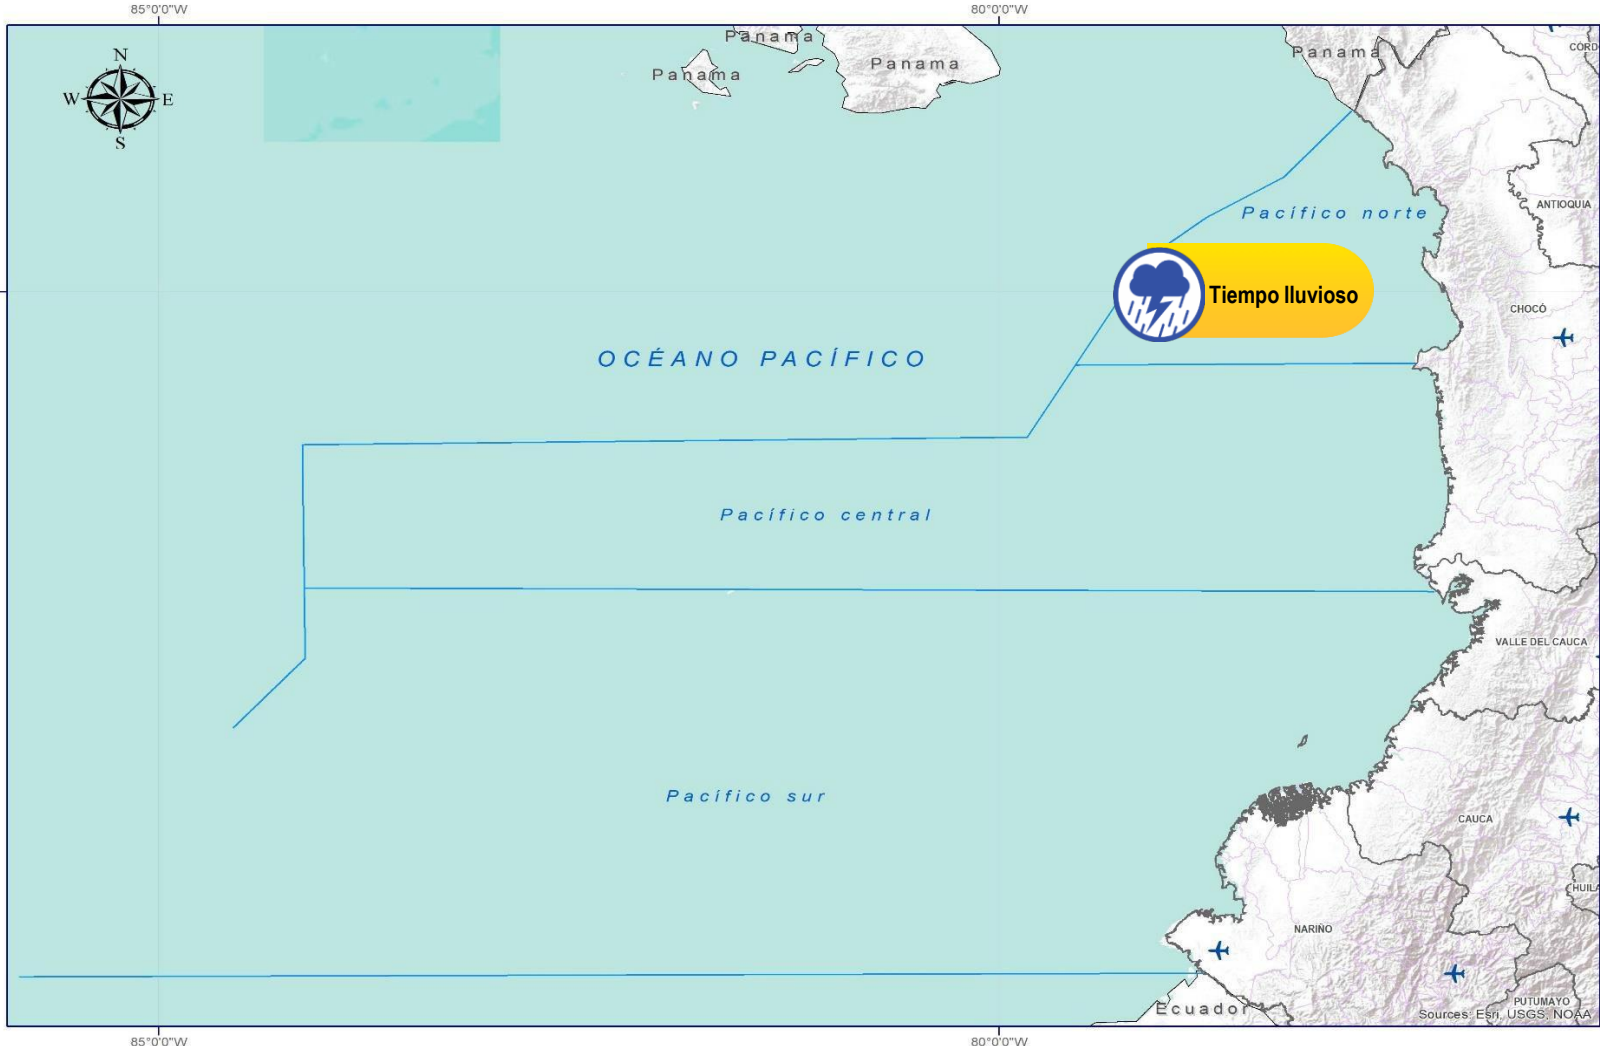 85°0'0"W
80°0'0"W
N
W
E
S
Panama
Panama
Panama
Panama
CÓRD
ANTIOQUIA
Pacífico norte
Tiempo lluvioso
CHOCÓ
OCÉANO PACÍFICO
Pacífico central
VALLE DEL CAUCA
Pacífico sur
CAUCA
HUILA
NARIÑO
PUTUMAYO
Ecuador
Sources: Esri, USGS, NOAA
85°0'0"W
80°0'0"W